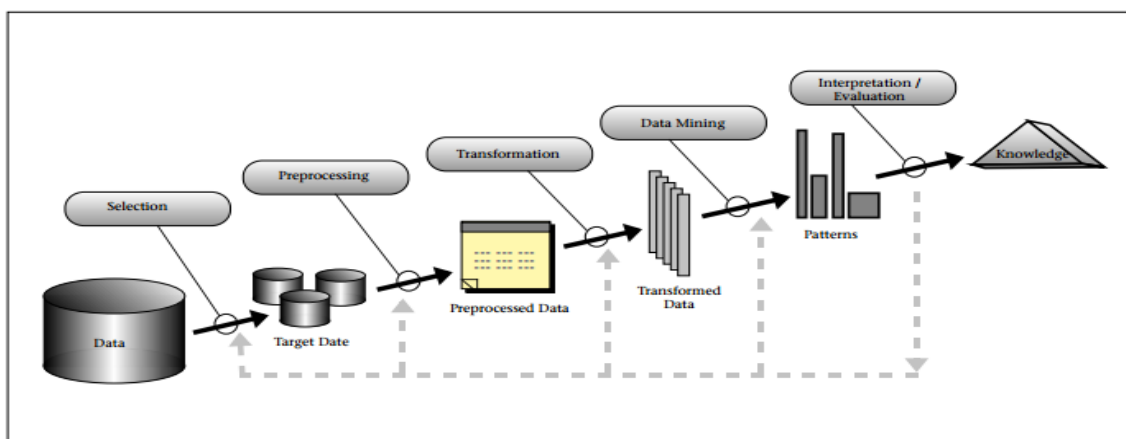 Interpretation /
Evaluation
Data Mining
Transformation
Preprocessing
Selection
Knowledge
Patterns
Transformed
Data
Preprocessed Data
Target Date
Data
--- --- ---
--- --- ---
--- --- ---